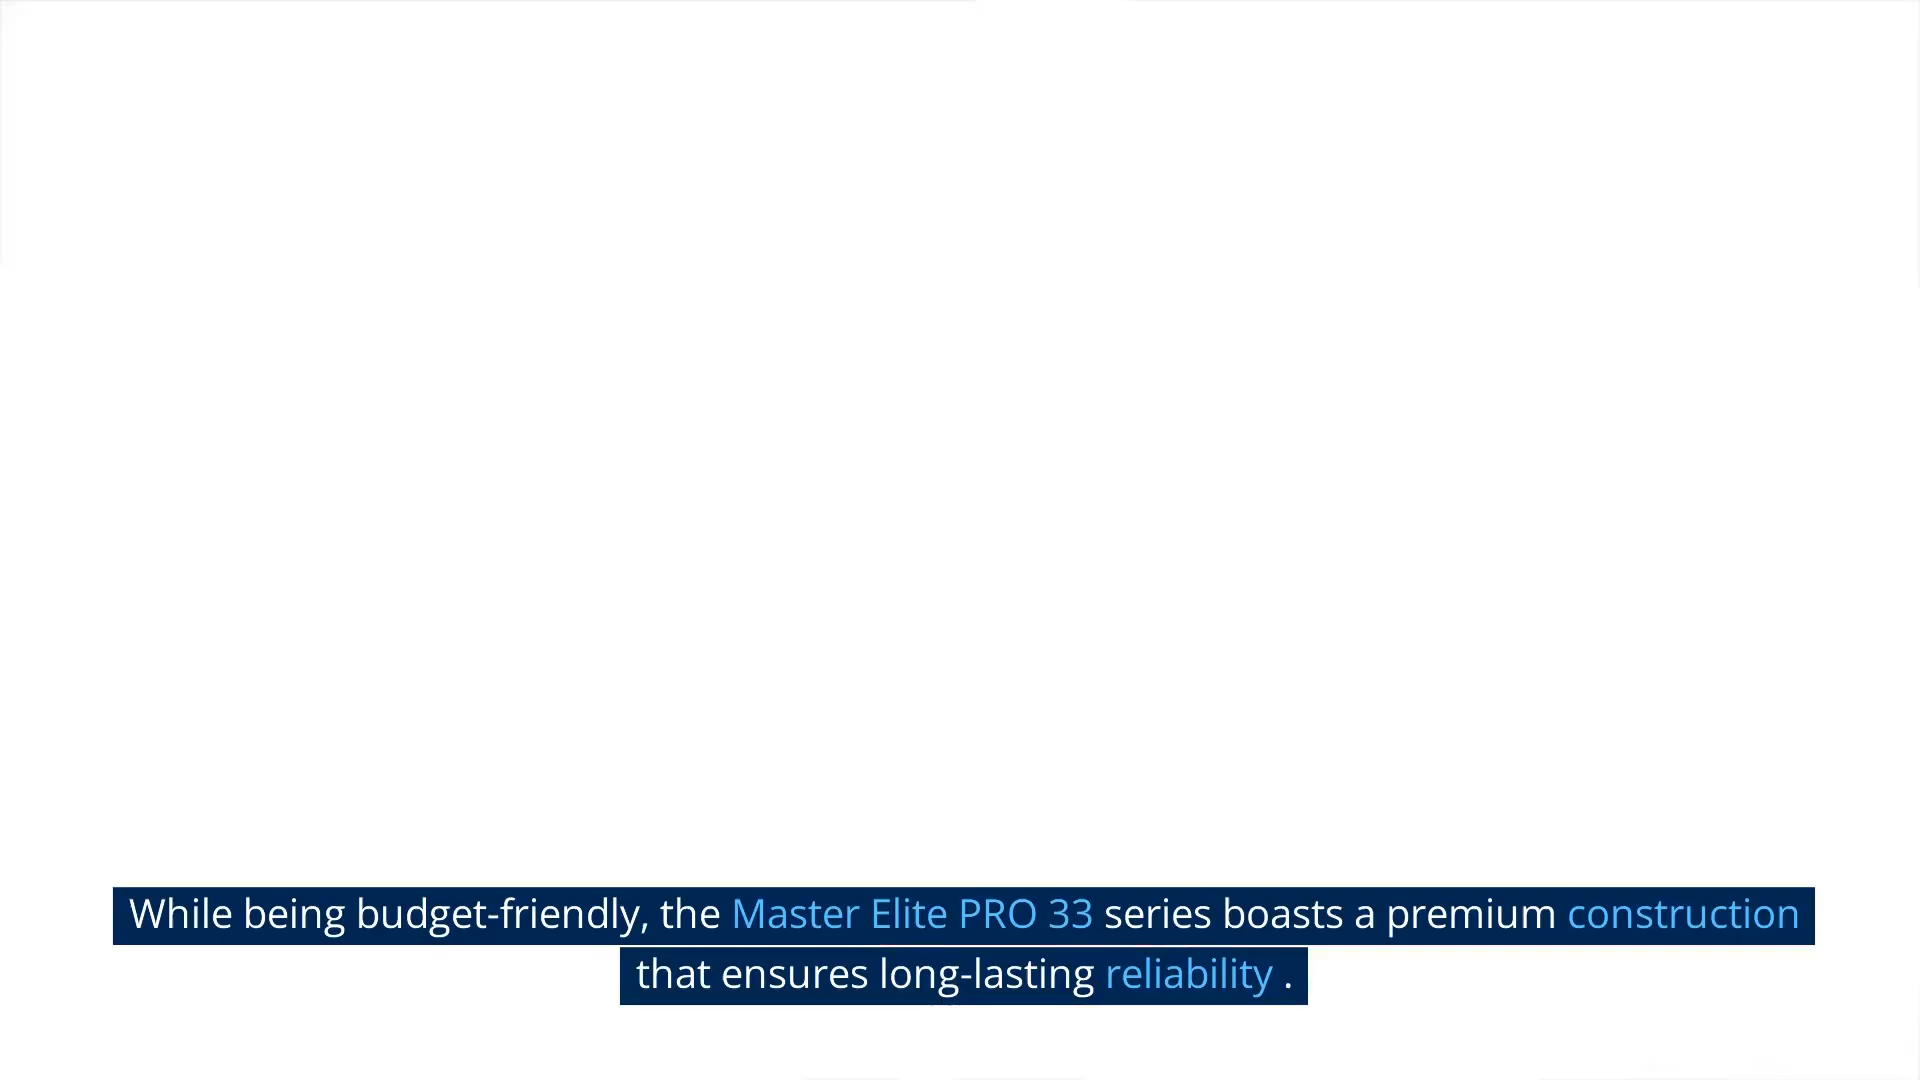 While being budget-friendly, the Master Elite PRO 33 series boasts a premium construction
that ensures long-lasting reliability .